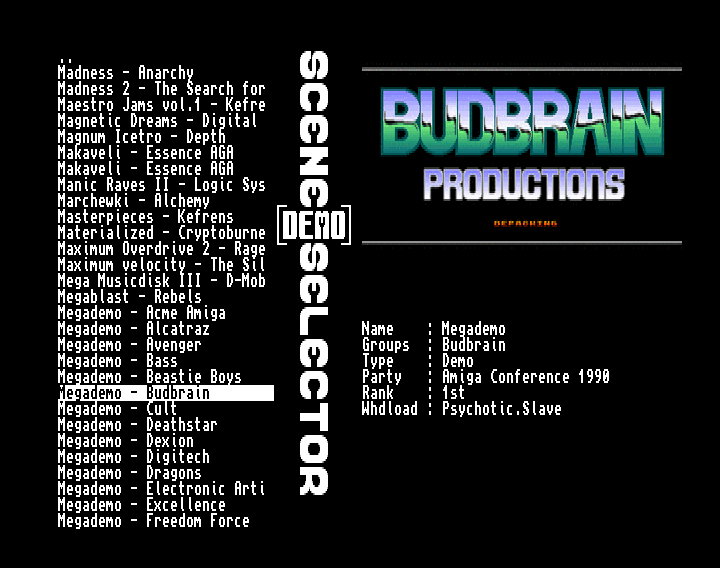 ..
Madness - Anarchy
Madness 2 - The Search for
Maestro Jams vol.1 - Kefre
Magnetic Dreams - Digital
Magnum Icetro - Depth
Makaveli - Essence AGA
Makaveli - Essence AGA
Manic Rayes II - Logic Sys
Marchewki - Alchemy
Masterpieces - Kefrens
Materialized - Cryptoburne
Maximum Overdrive 2 - Rage
Maximum velocity - The Sil
Mega Musicdisk III - D-Mob
Megablast - Rebels
Megademo - Acme Amiga
Megademo - Alcatraz
Megademo - Avenger
Megademo - Bass
Megademo - Beastie Boys
Megademo - Budbrain
Megademo - Cult
Megademo - Deathstar
Megademo - Dexion
Megademo - Digitech
Megademo - Dragons
Megademo - Electronic Arti
Megademo - Excellence
Megademo - Freedom Force
SCENE SELECTOR
[DEMO]
BUDBRAIN
PRODUCTIONS
DEPACKING
Name : Megademo
Groups : Budbrain
Type : Demo
Party : Amiga Conference 1990
Rank : 1st
Whdload : Psychotic.Slave